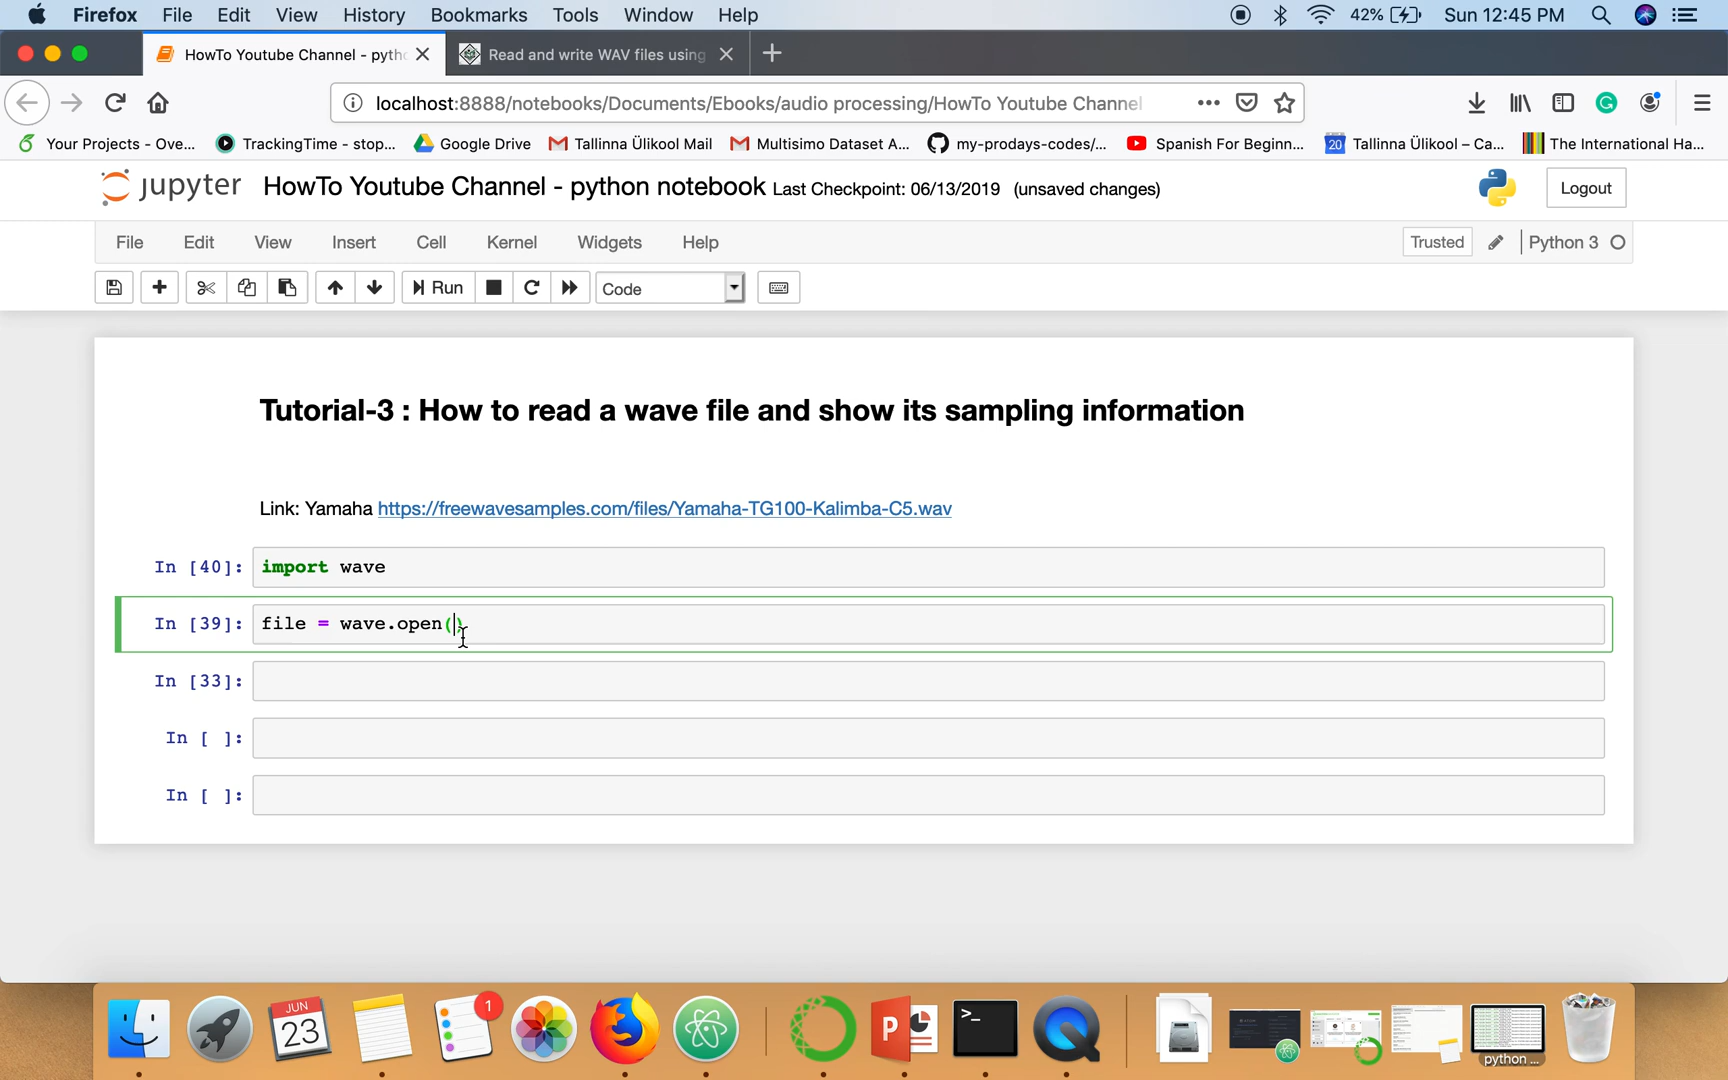 Firefox File Edit View History Bookmarks Tools Window Help 42% Sun 12:45 PM
HowTo Youtube Channel - pytho Read and write WAV files using
localhost:8888/notebooks/Documents/Ebooks/audio processing/HowTo Youtube Channel
Your Projects - Ove... TrackingTime - stop... Google Drive Tallinna Ülikool Mail Multisimo Dataset A... my-prodays-codes/... Spanish For Beginn... 20 Tallinna Ülikool – Ca... The International Ha...
jupyter HowTo Youtube Channel - python notebook Last Checkpoint: 06/13/2019 (unsaved changes) Logout
File Edit View Insert Cell Kernel Widgets Help Trusted Python 3
Run Code
Tutorial-3 : How to read a wave file and show its sampling information
Link: Yamaha https://freewavesamples.com/files/Yamaha-TG100-Kalimba-C5.wav
In [40]: import wave
In [39]: file = wave.open()
In [33]:
In [ ]:
In [ ]:
JUN
23
1
P
>_
python ...